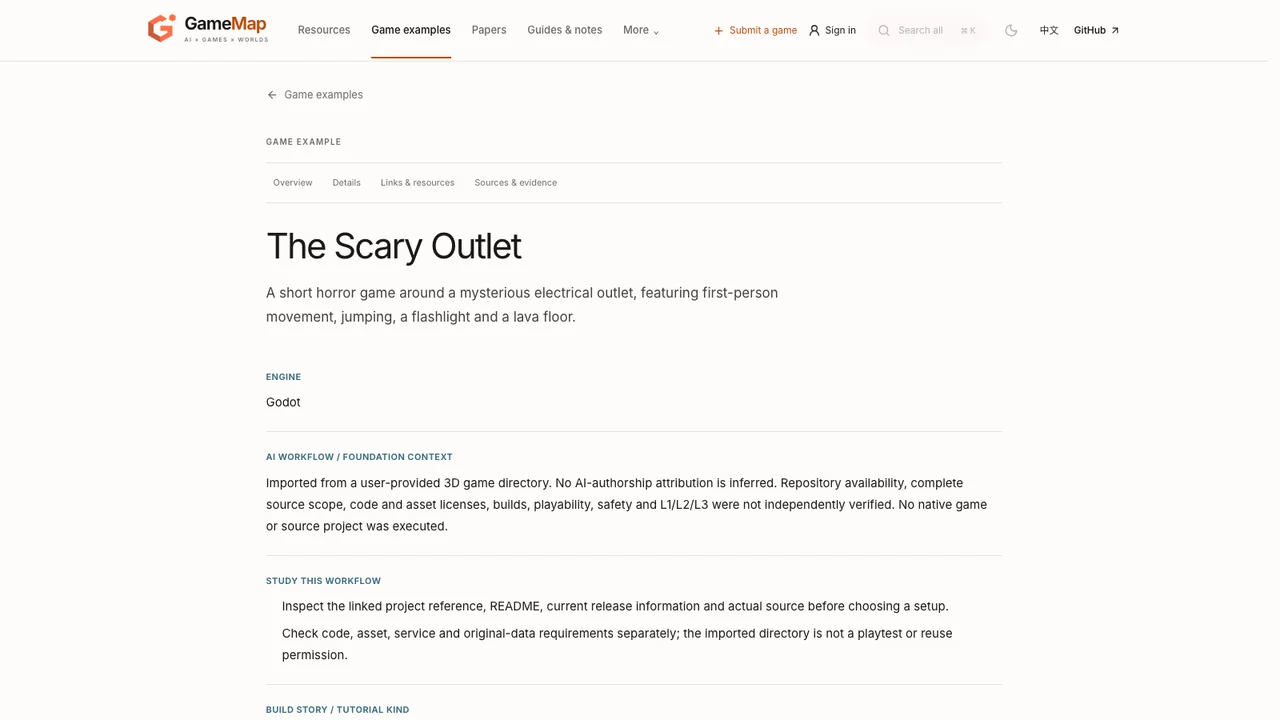 GameMap
AI × GAMES × WORLDS
Resources
Game examples
Papers
Guides & notes
More
+ Submit a game
Sign in
Search all
⌘ K
中文
GitHub ↗
← Game examples
GAME EXAMPLE
Overview
Details
Links & resources
Sources & evidence
The Scary Outlet
A short horror game around a mysterious electrical outlet, featuring first-person
movement, jumping, a flashlight and a lava floor.
ENGINE
Godot
AI WORKFLOW / FOUNDATION CONTEXT
Imported from a user-provided 3D game directory. No AI-authorship attribution is inferred. Repository availability, complete
source scope, code and asset licenses, builds, playability, safety and L1/L2/L3 were not independently verified. No native game
or source project was executed.
STUDY THIS WORKFLOW
Inspect the linked project reference, README, current release information and actual source before choosing a setup.
Check code, asset, service and original-data requirements separately; the imported directory is not a playtest or reuse
permission.
BUILD STORY / TUTORIAL KIND